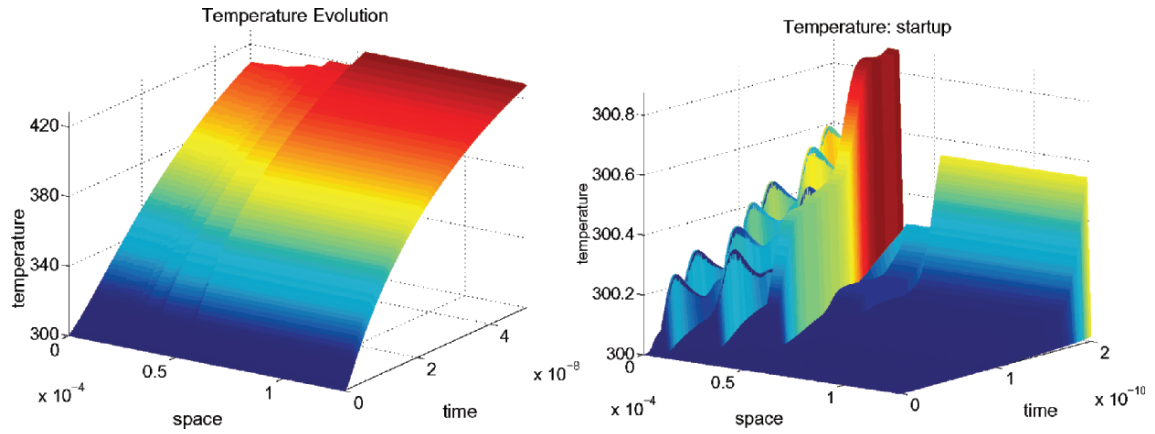 Temperature Evolution
temperature
420
380
340
300
0
0.5
1
x 10⁻⁴
space
0
2
4
x 10⁻⁸
time
Temperature: startup
temperature
300.8
300.6
300.4
300.2
300
0
0.5
1
x 10⁻⁴
space
0
1
2
x 10⁻¹⁰
time